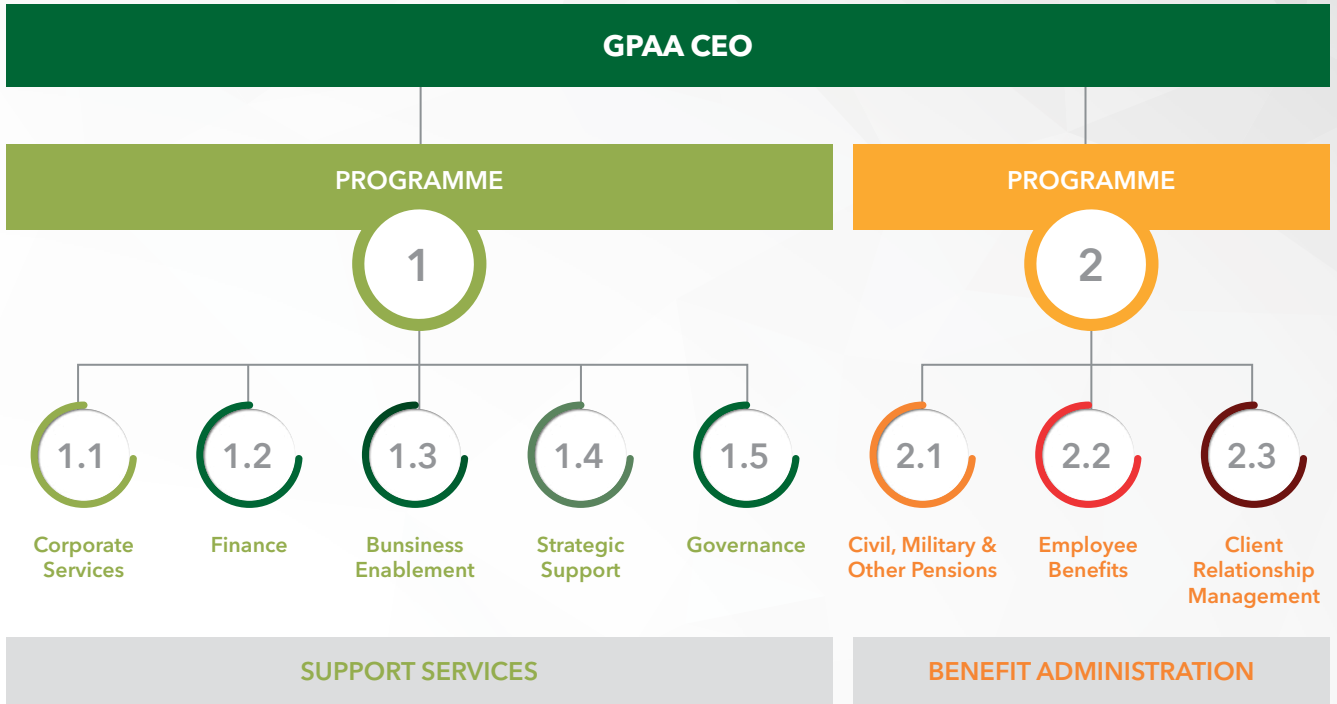 GPAA CEO
PROGRAMME
1
1.1
Corporate
Services
1.2
Finance
1.3
Bunsiness
Enablement
1.4
Strategic
Support
1.5
Governance
SUPPORT SERVICES
PROGRAMME
2
2.1
Civil, Military &
Other Pensions
2.2
Employee
Benefits
2.3
Client
Relationship
Management
BENEFIT ADMINISTRATION